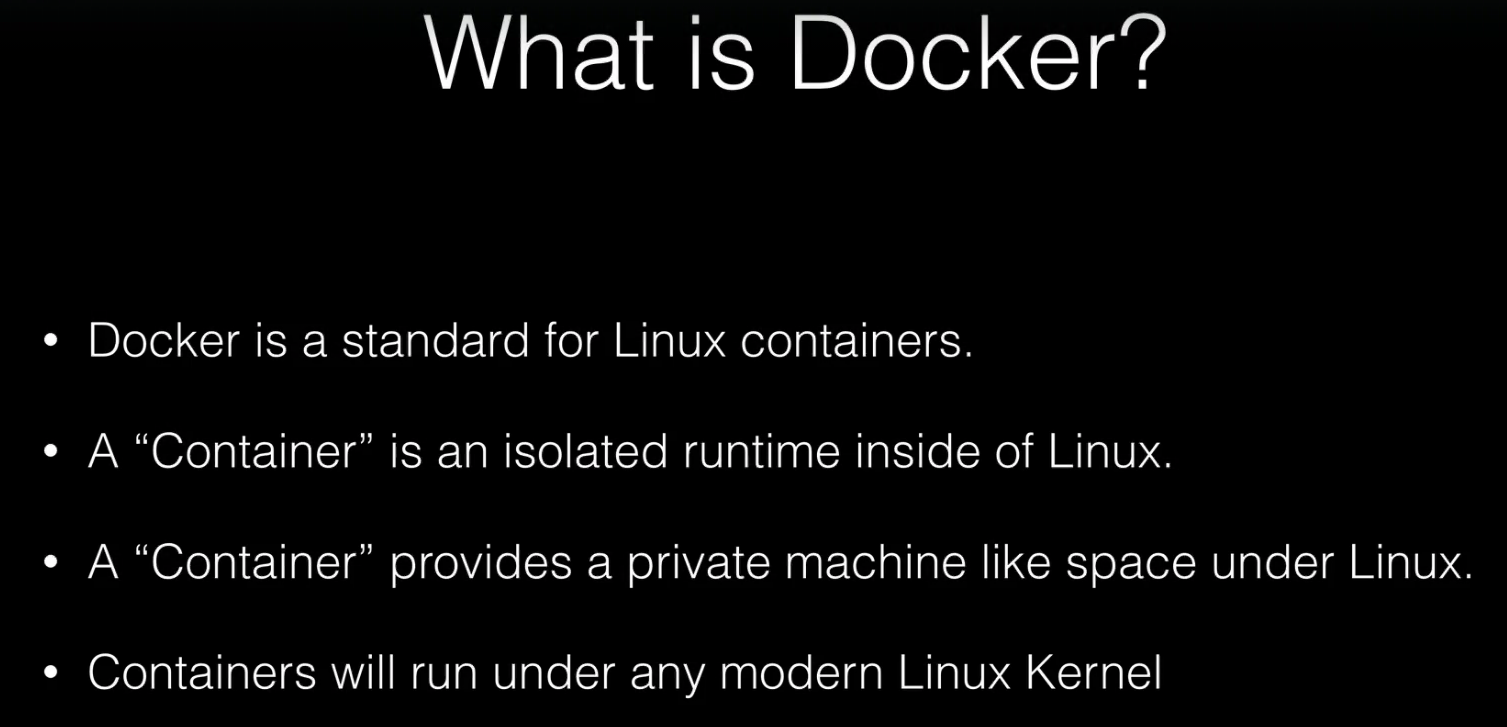 What is Docker?
• Docker is a standard for Linux containers.
• A “Container” is an isolated runtime inside of Linux.
• A “Container” provides a private machine like space under Linux.
• Containers will run under any modern Linux Kernel